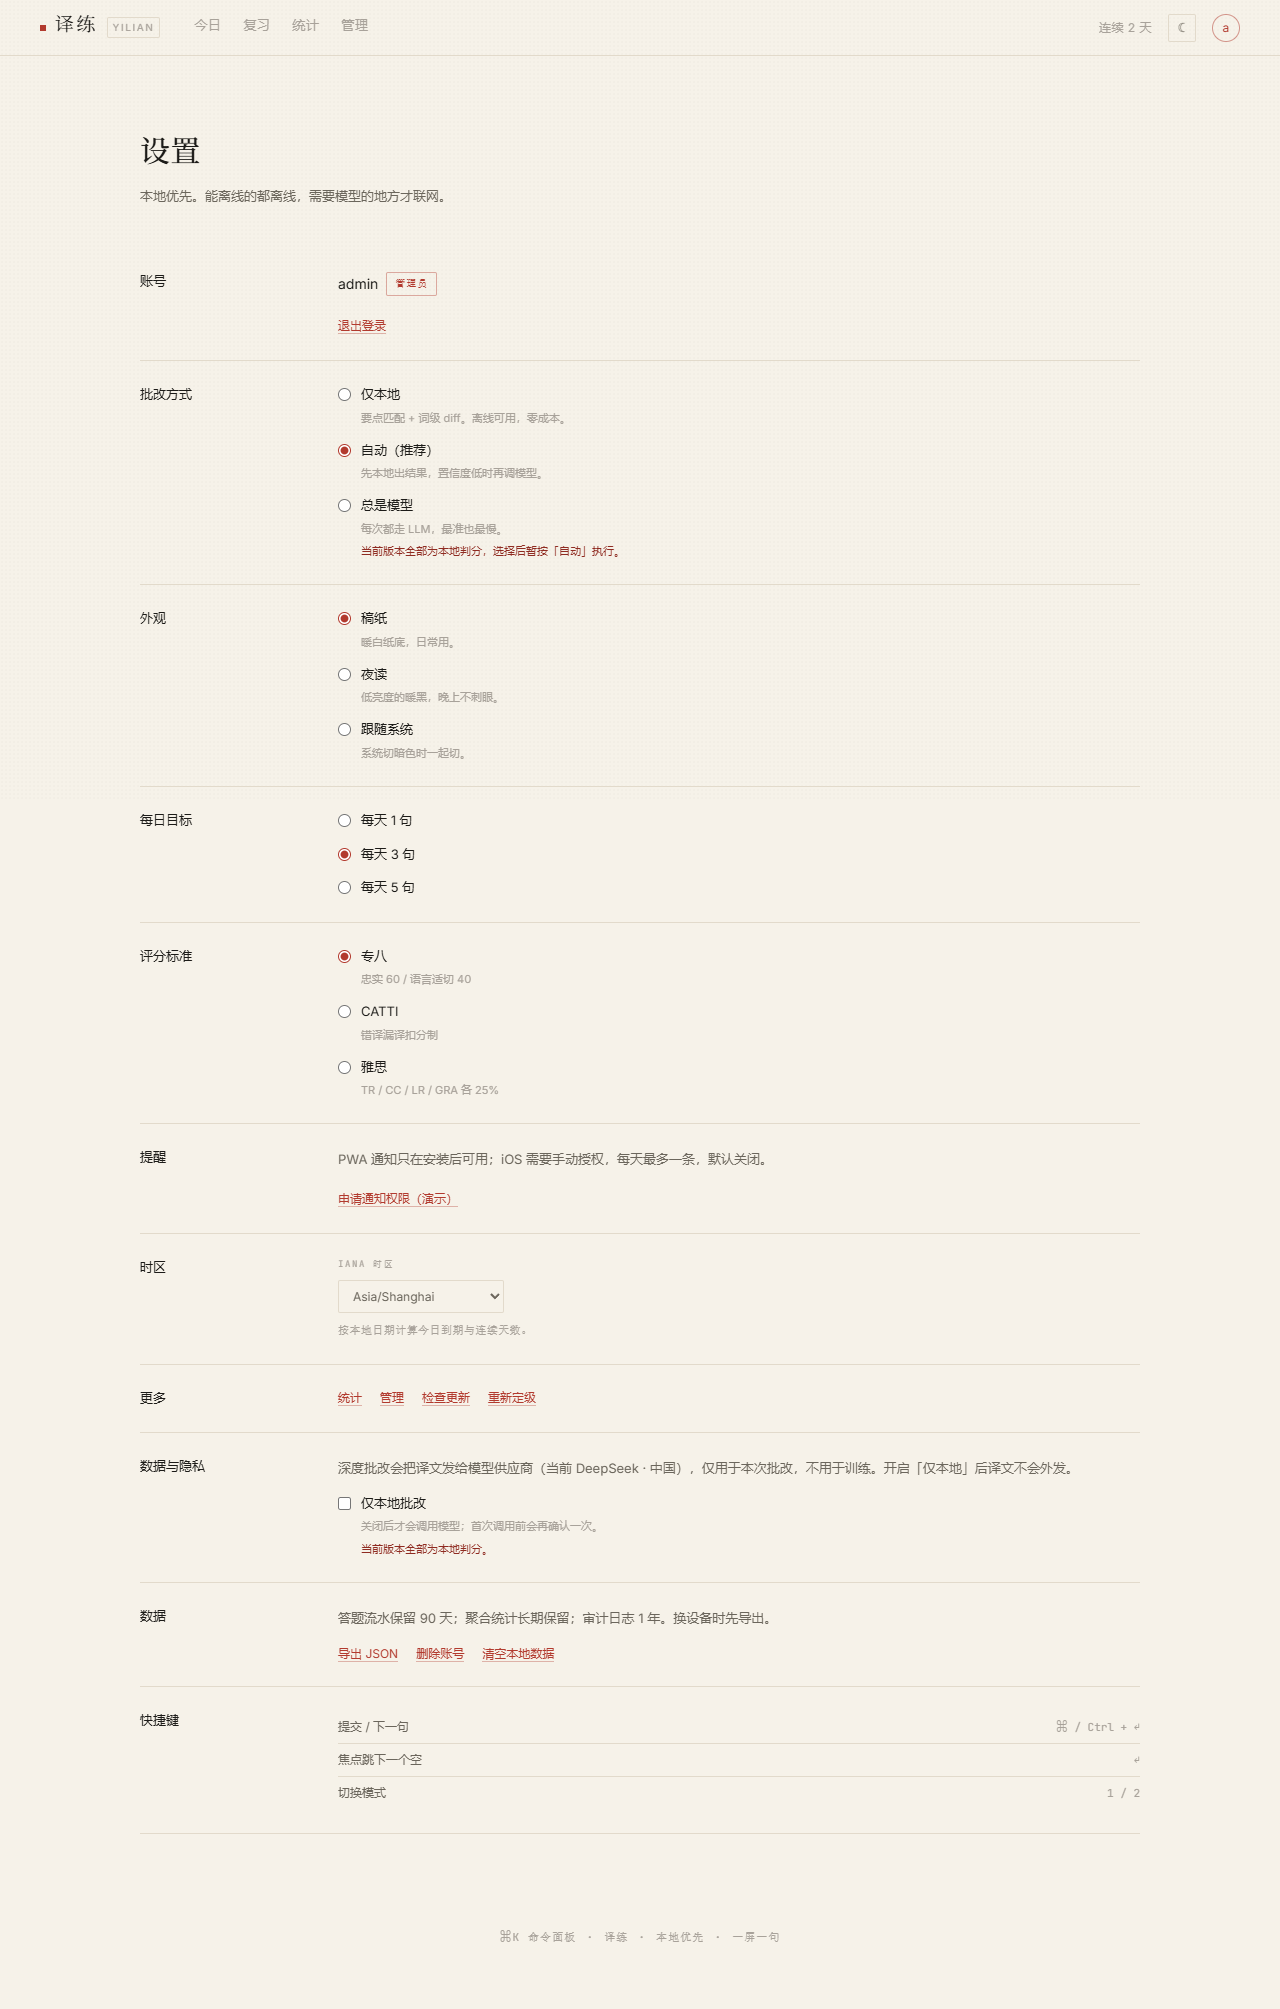 译练 YILIAN 今日 复习 统计 管理 连续 2 天 ☾ a
设置
本地优先。能离线的都离线，需要模型的地方才联网。
账号
admin 管理员
退出登录
批改方式
仅本地
要点匹配 + 词级 diff。离线可用，零成本。
自动（推荐）
先本地出结果，置信度低时再调模型。
总是模型
每次都走 LLM，最准也最慢。
当前版本全部为本地判分，选择后暂按「自动」执行。
外观
稿纸
暖白纸底，日常用。
夜读
低亮度的暖黑，晚上不刺眼。
跟随系统
系统切暗色时一起切。
每日目标
每天 1 句
每天 3 句
每天 5 句
评分标准
专八
忠实 60 / 语言适切 40
CATTI
错译漏译扣分制
雅思
TR / CC / LR / GRA 各 25%
提醒
PWA 通知只在安装后可用；iOS 需要手动授权，每天最多一条，默认关闭。
申请通知权限（演示）
时区
IANA 时区
Asia/Shanghai
按本地日期计算今日到期与连续天数。
更多
统计 管理 检查更新 重新定级
数据与隐私
深度批改会把译文发给模型供应商（当前 DeepSeek · 中国），仅用于本次批改，不用于训练。开启「仅本地」后译文不会外发。
仅本地批改
关闭后才会调用模型；首次调用前会再确认一次。
当前版本全部为本地判分。
数据
答题流水保留 90 天；聚合统计长期保留；审计日志 1 年。换设备时先导出。
导出 JSON 删除账号 清空本地数据
快捷键
提交 / 下一句 ⌘ / Ctrl + ↵
焦点跳下一个空 ↵
切换模式 1 / 2
⌘K 命令面板 · 译练 · 本地优先 · 一屏一句